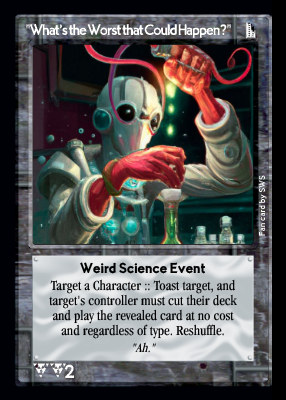 "What's the Worst that Could Happen?"
Fan card by SWS
Weird Science Event
Target a Character :: Toast target, and
target's controller must cut their deck
and play the revealed card at no cost
and regardless of type. Reshuffle.
"Ah."
2